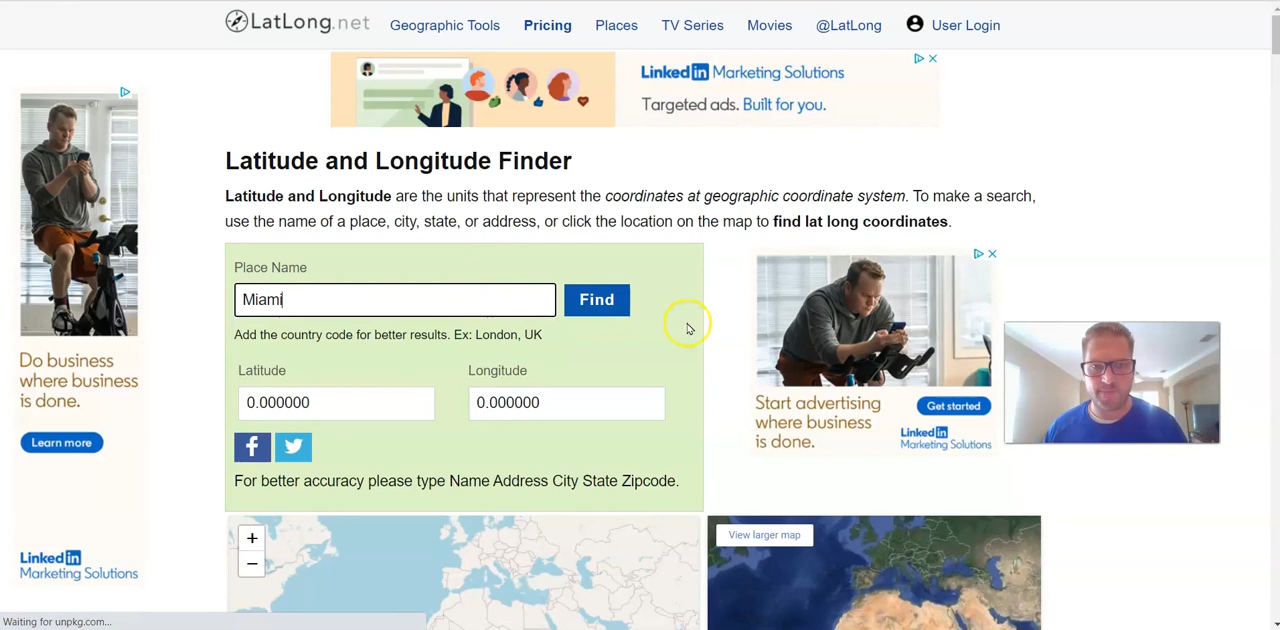 LatLong.net
Geographic Tools
Pricing
Places
TV Series
Movies
@LatLong
User Login
LinkedIn Marketing Solutions
Targeted ads. Built for you.
Latitude and Longitude Finder
Latitude and Longitude are the units that represent the coordinates at geographic coordinate system. To make a search,
use the name of a place, city, state, or address, or click the location on the map to find lat long coordinates.
Place Name
Miami
Find
Add the country code for better results. Ex: London, UK
Latitude
Longitude
0.000000
0.000000
For better accuracy please type Name Address City State Zipcode.
+
−
View larger map
Do business
where business
is done.
Learn more
LinkedIn
Marketing Solutions
Start advertising
where business
is done.
Get started
LinkedIn
Marketing Solutions
Waiting for unpkg.com...